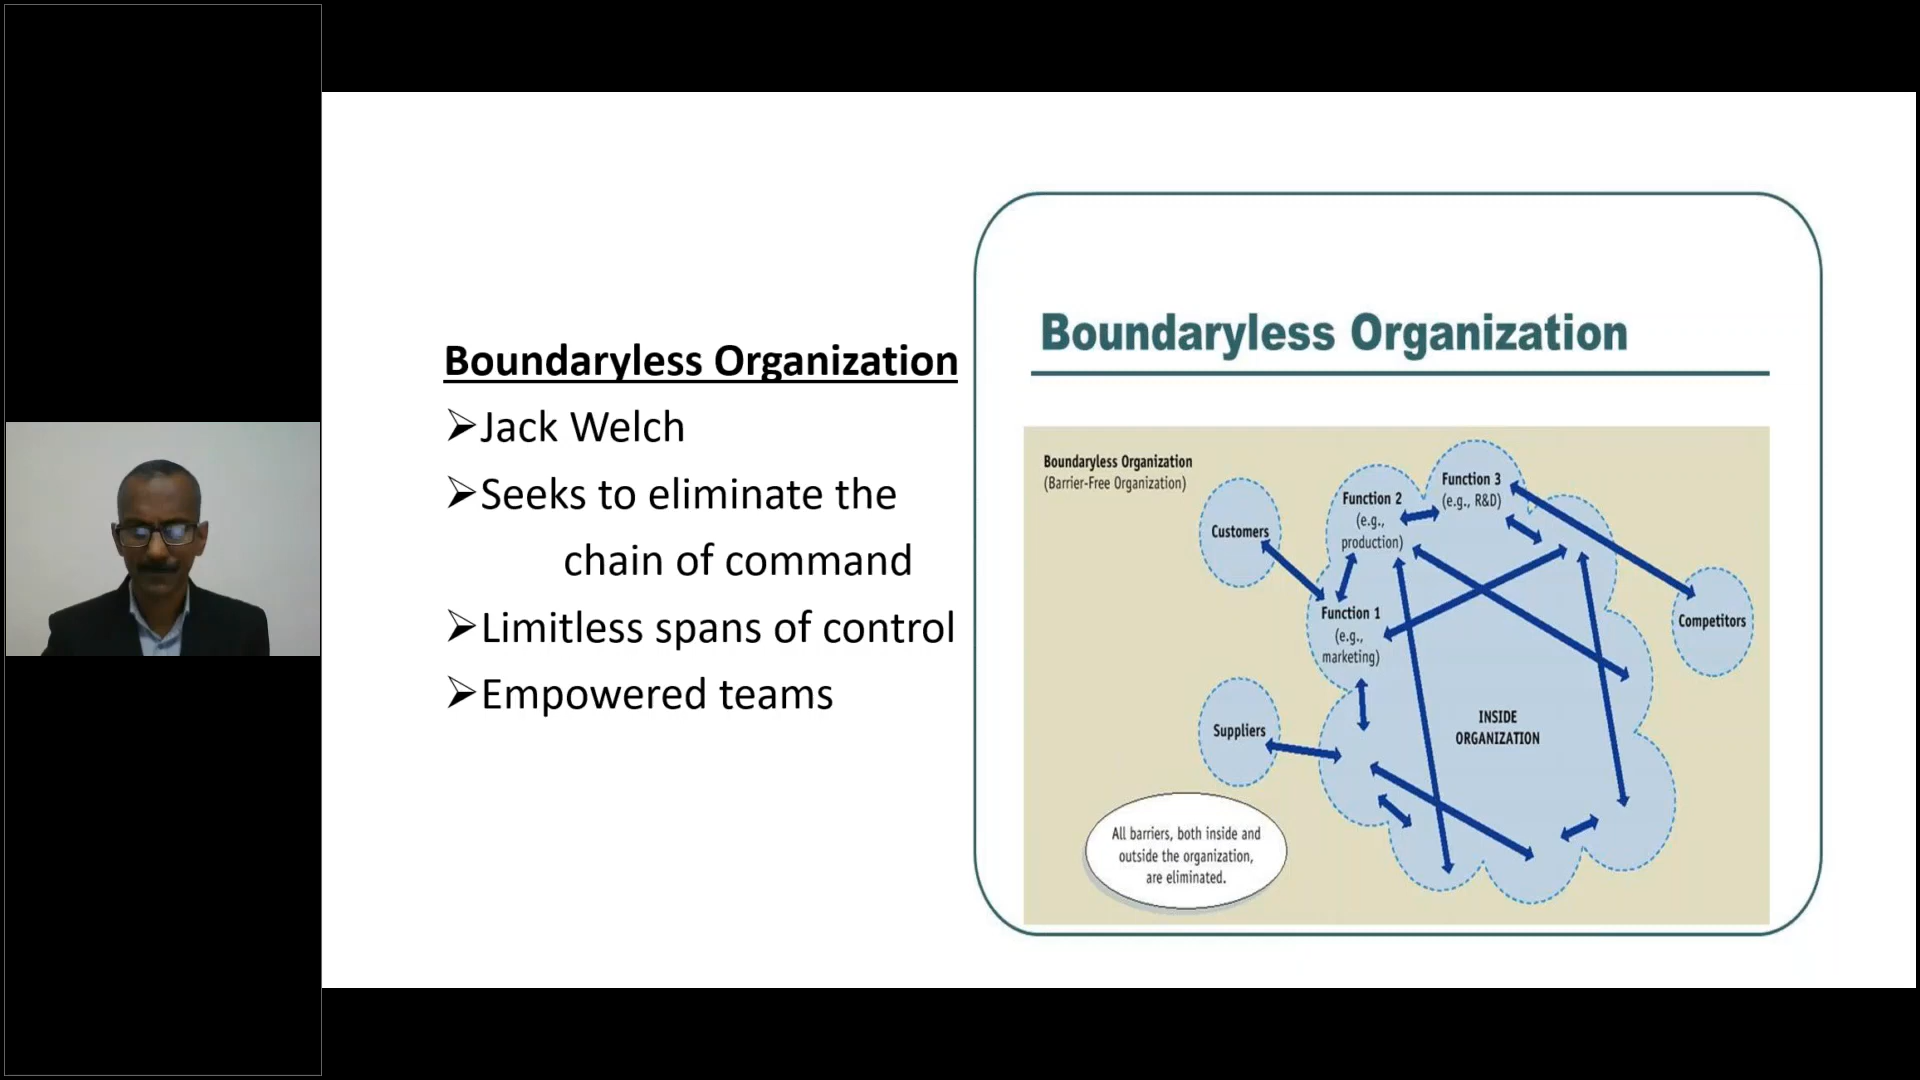 Boundaryless Organization
➢Jack Welch
➢Seeks to eliminate the
chain of command
➢Limitless spans of control
➢Empowered teams
Boundaryless Organization
Boundaryless Organization
(Barrier-Free Organization)
Customers
Function 2
(e.g.,
production)
Function 3
(e.g., R&D)
Function 1
(e.g.,
marketing)
Competitors
Suppliers
INSIDE
ORGANIZATION
All barriers, both inside and
outside the organization,
are eliminated.